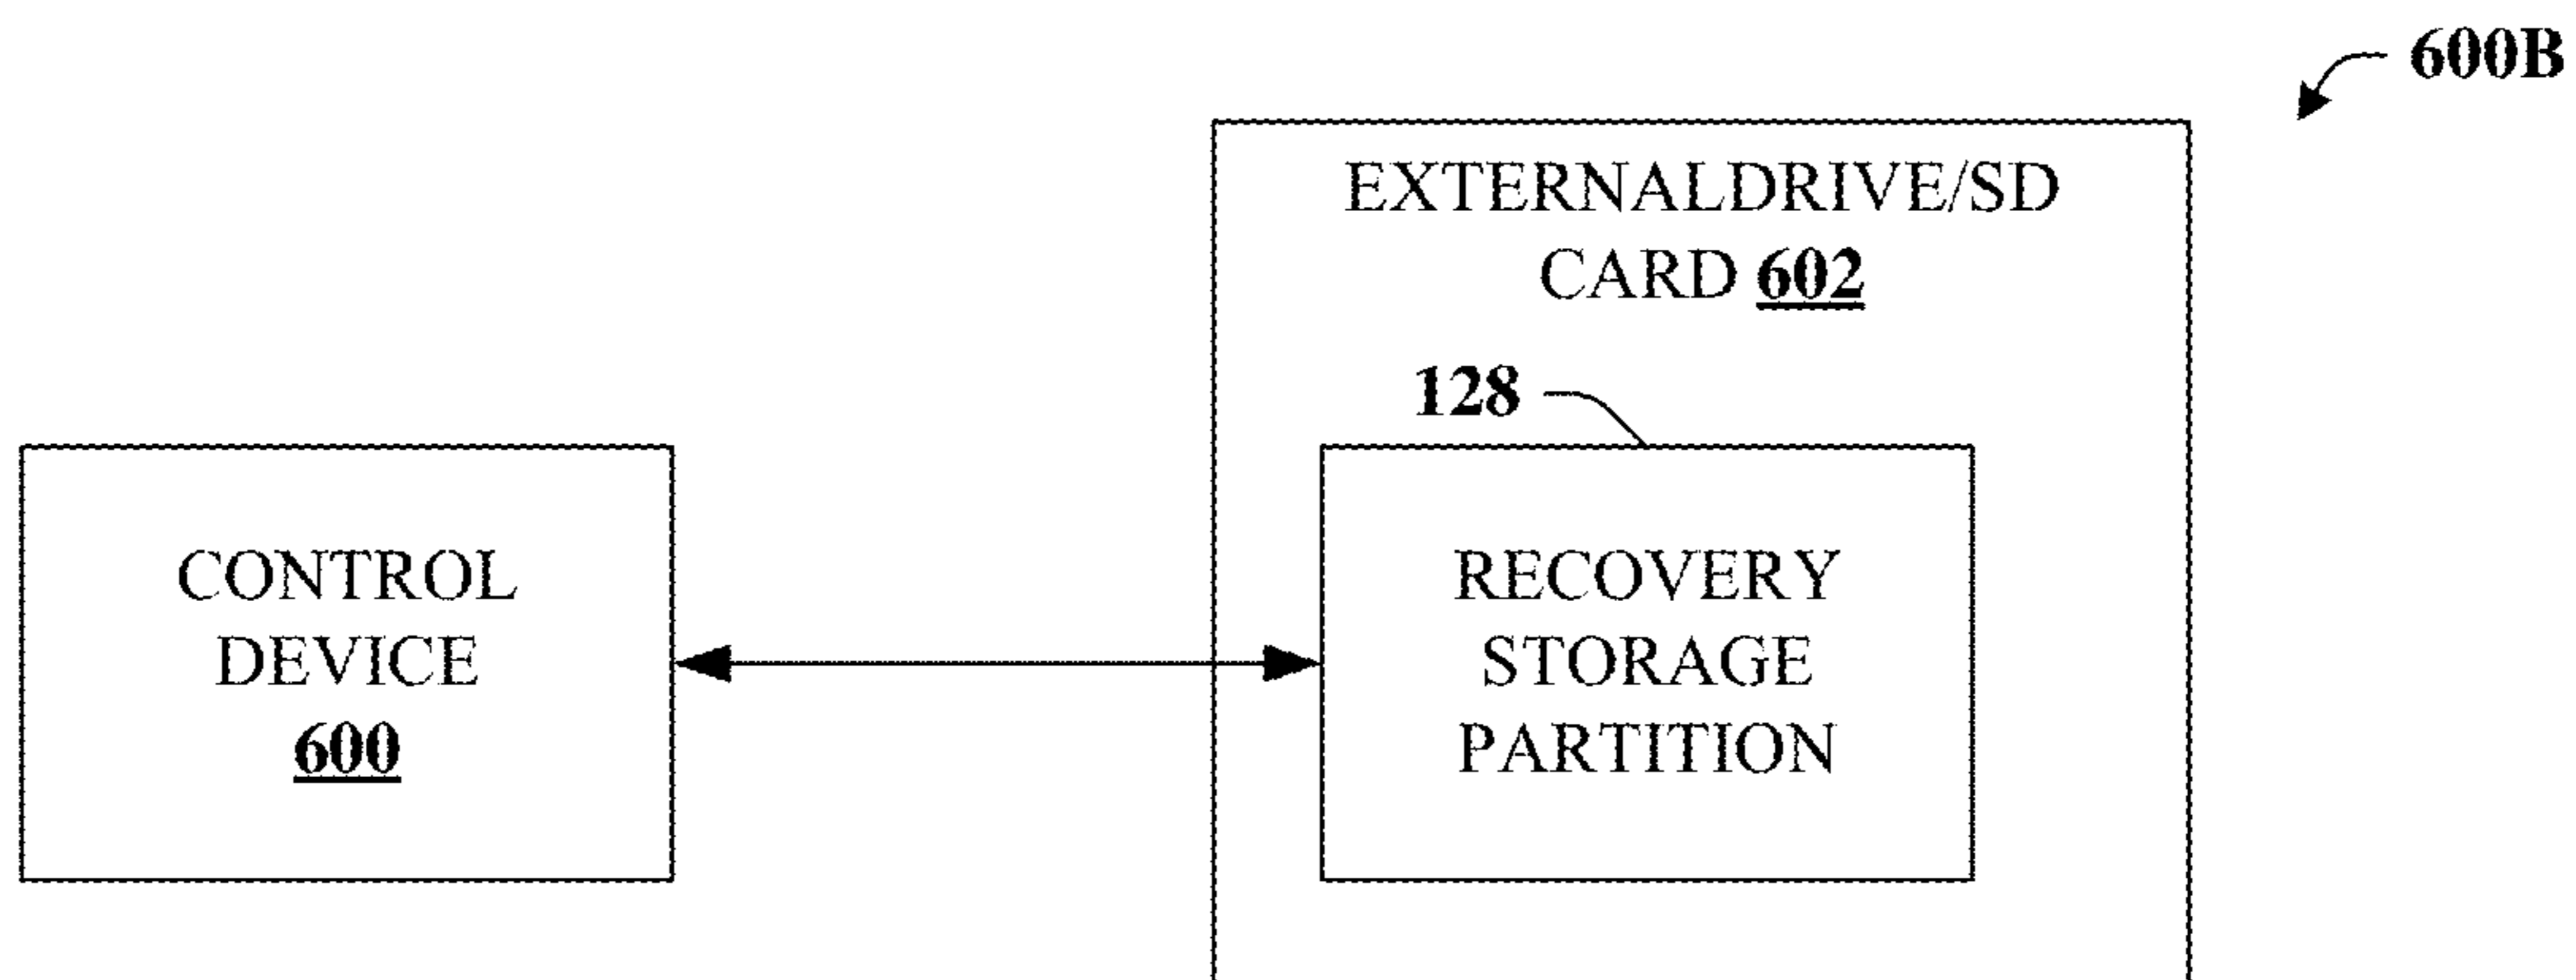 600B
EXTERNALDRIVE/SD
CARD 602
128
CONTROL
DEVICE
600
RECOVERY
STORAGE
PARTITION